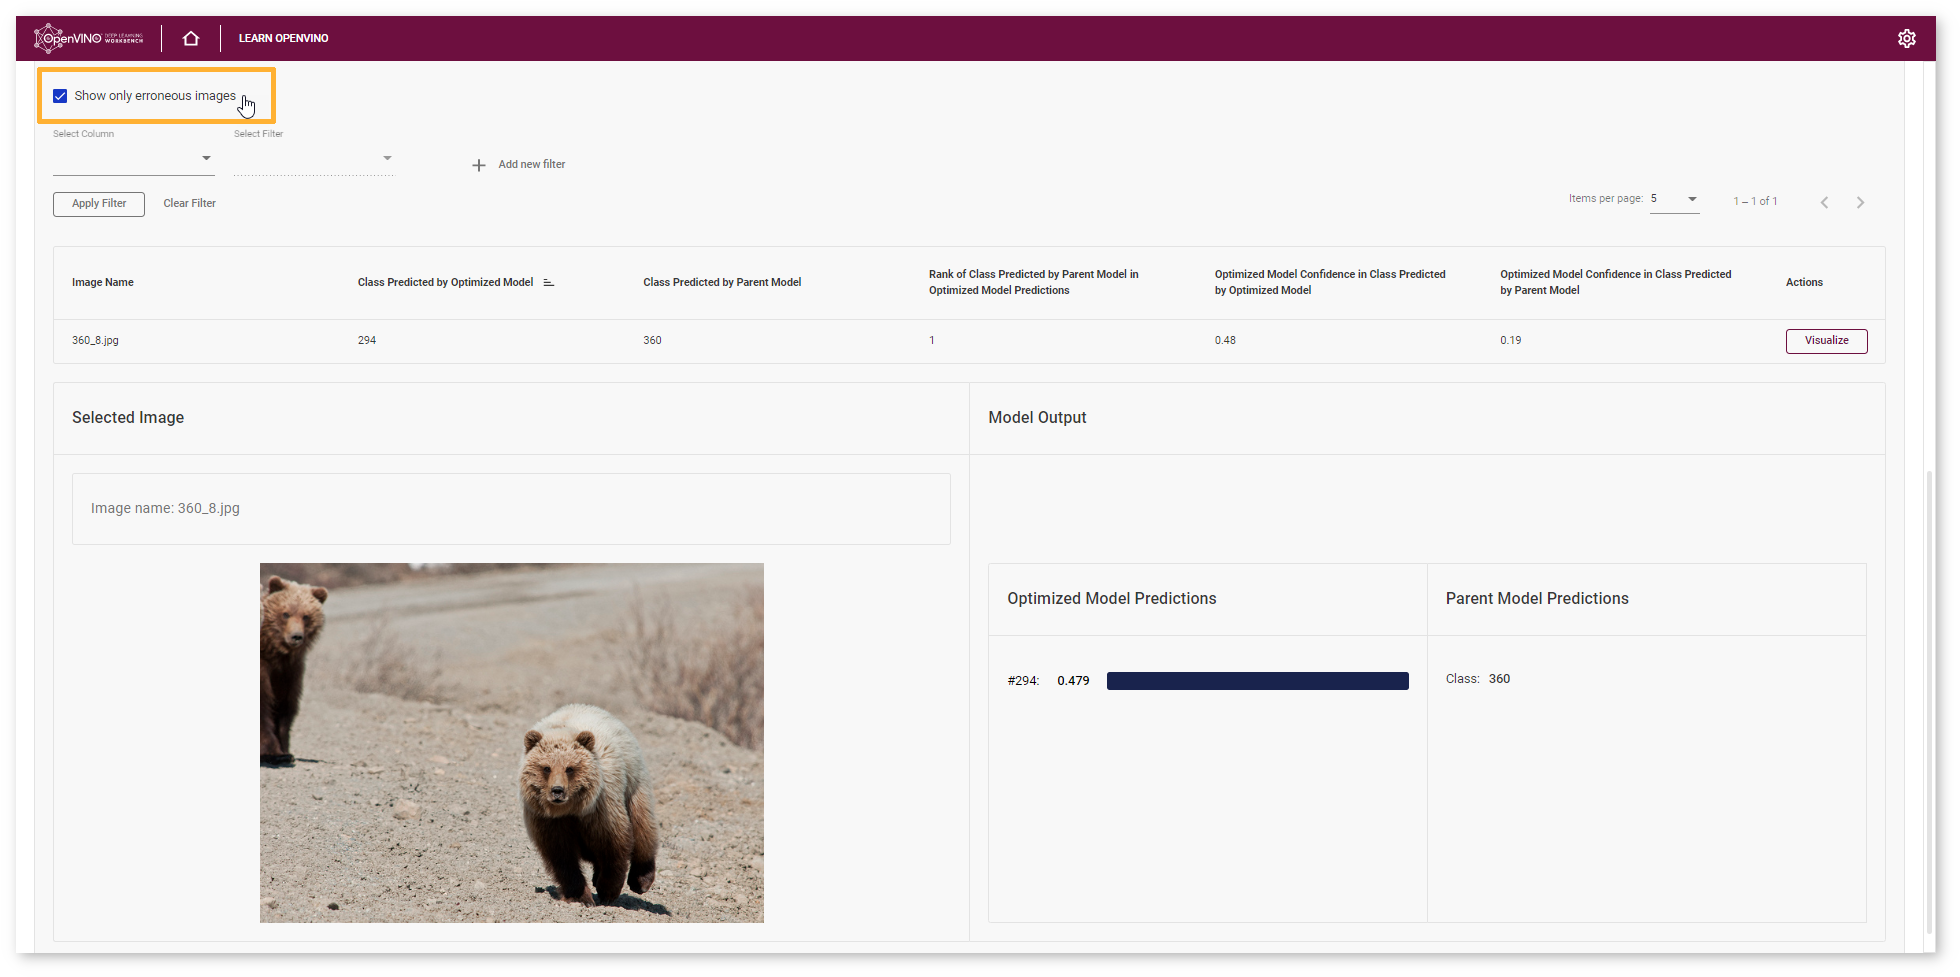 OpenVINO DEEP LEARNING
WORKBENCH
LEARN OPENVINO
Show only erroneous images
Select Column
Select Filter
Add new filter
Apply Filter
Clear Filter
Items per page: 5
1 – 1 of 1
Image Name
Class Predicted by Optimized Model
Class Predicted by Parent Model
Rank of Class Predicted by Parent Model in
Optimized Model Predictions
Optimized Model Confidence in Class Predicted
by Optimized Model
Optimized Model Confidence in Class Predicted
by Parent Model
Actions
360_8.jpg
294
360
1
0.48
0.19
Visualize
Selected Image
Model Output
Image name: 360_8.jpg
Optimized Model Predictions
Parent Model Predictions
#294: 0.479
Class: 360